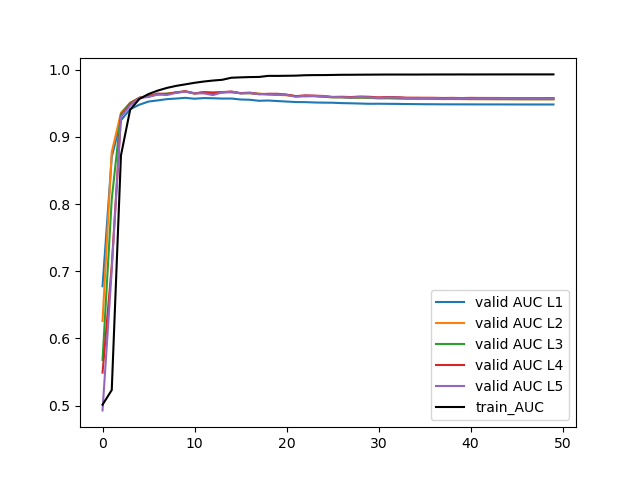 1.0
0.9
0.8
0.7
0.6
0.5
0 10 20 30 40 50
valid AUC L1
valid AUC L2
valid AUC L3
valid AUC L4
valid AUC L5
train_AUC